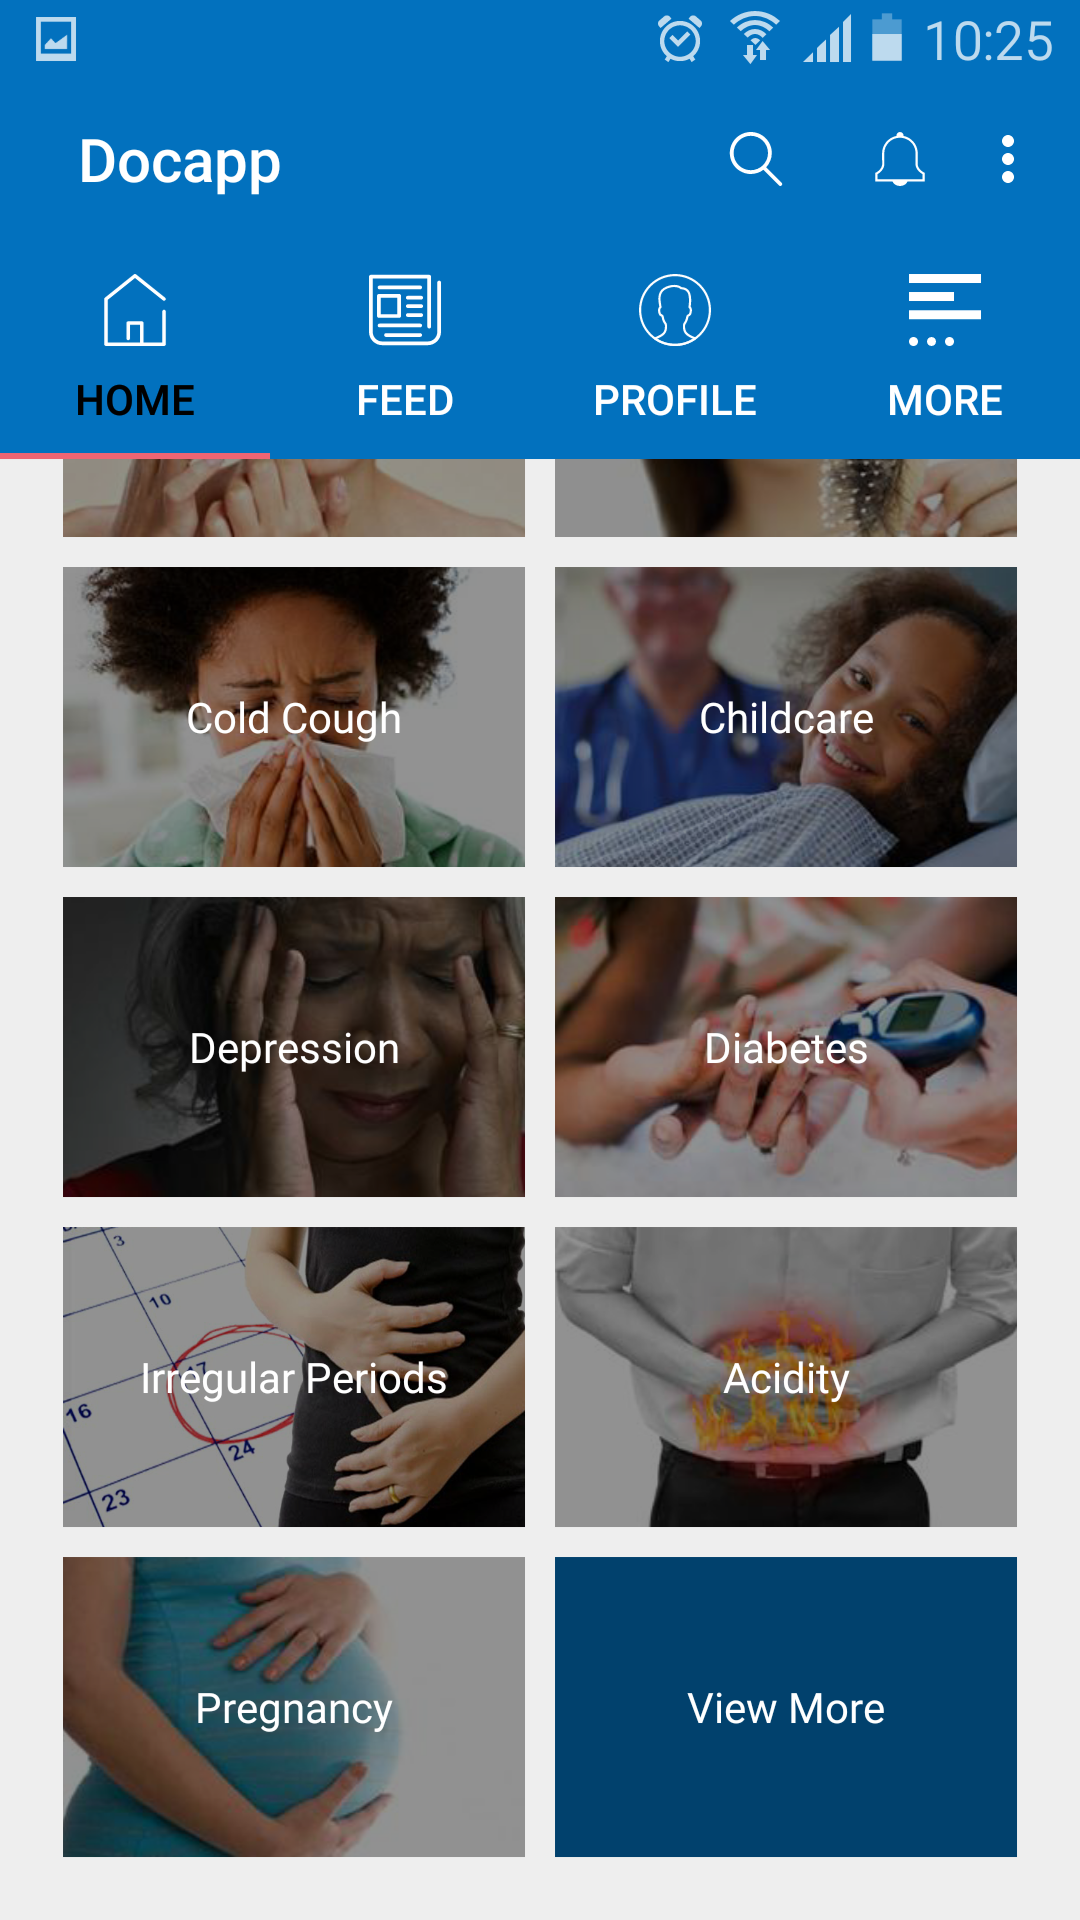 10:25
Docapp
HOME
FEED
PROFILE
MORE
Cold Cough
Childcare
Depression
Diabetes
3
10
17
16
24
23
Irregular Periods
Acidity
Pregnancy
View More